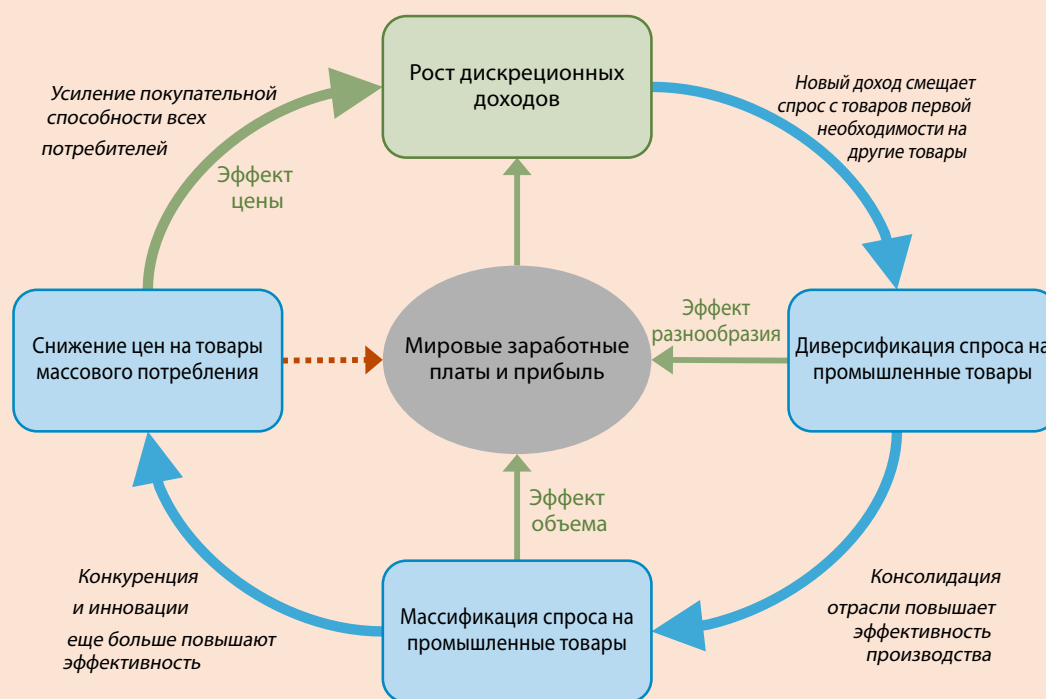 Рост дискреционных
доходов
Усиление покупательной
способности всех
потребителей
Эффект
цены
Новый доход смещает
спрос с товаров первой
необходимости на
другие товары
Снижение цен на товары
массового потребления
Мировые заработные
платы и прибыль
Эффект
разнообразия
Диверсификация спроса на
промышленные товары
Эффект
объема
Конкуренция
и инновации
еще больше повышают
эффективность
Массификация спроса на
промышленные товары
Консолидация
отрасли повышает
эффективность
производства